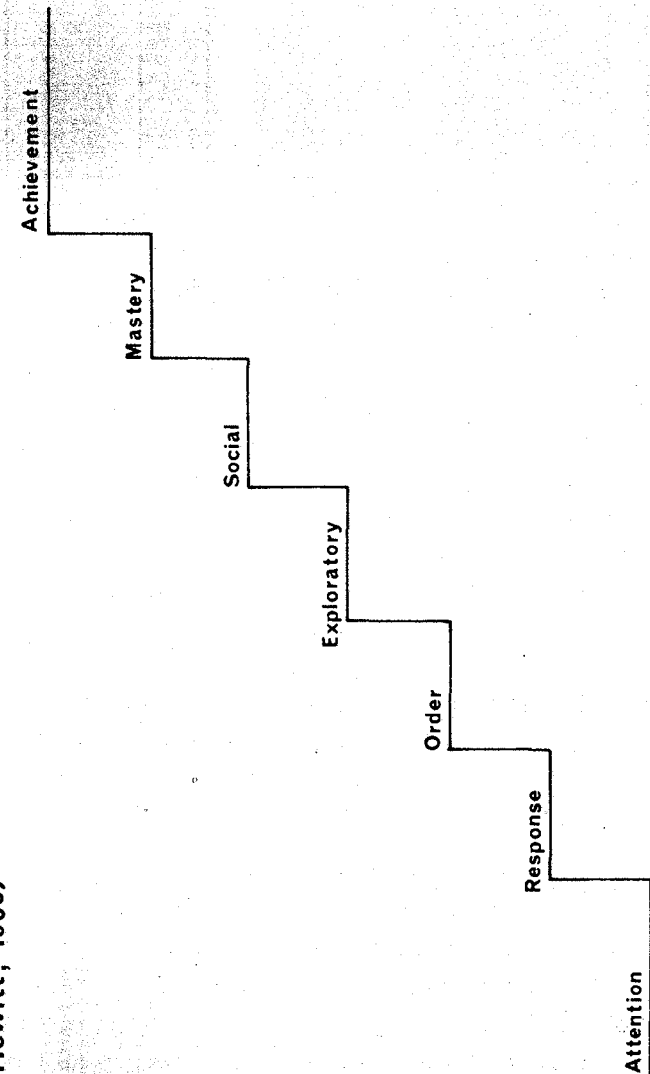 Achievement
Mastery
Social
Exploratory
Order
Response
Attention